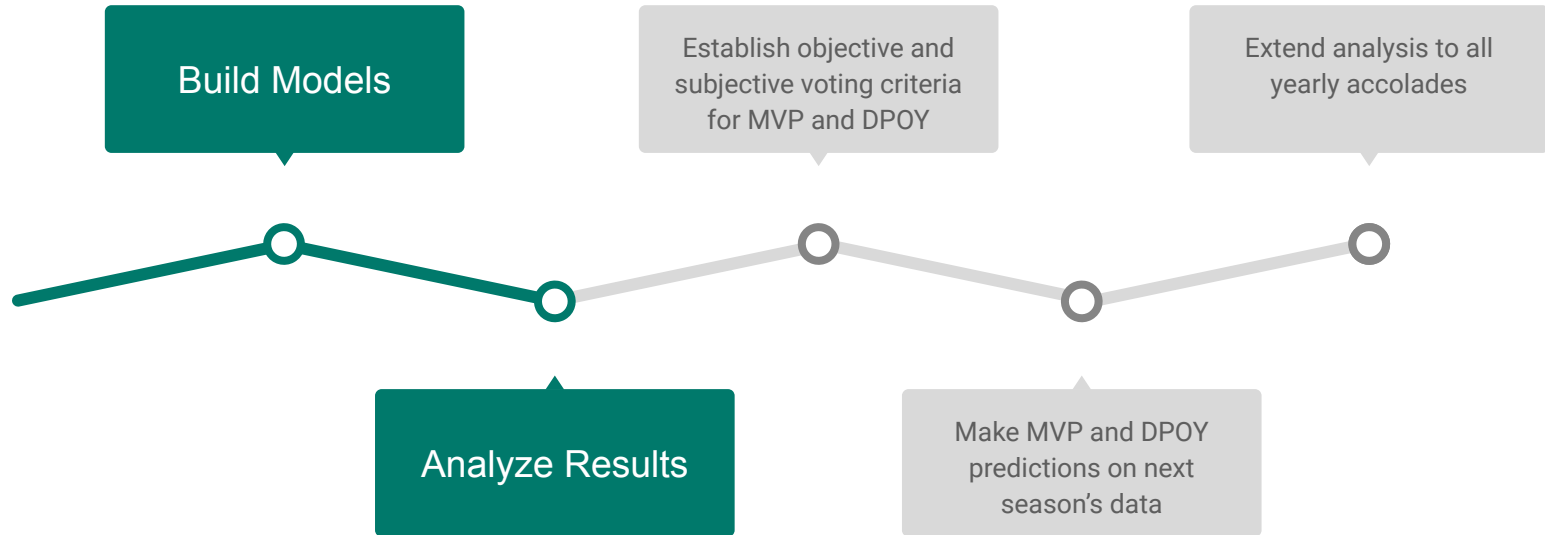 Build Models
Analyze Results
Establish objective and
subjective voting criteria
for MVP and DPOY
Make MVP and DPOY
predictions on next
season’s data
Extend analysis to all
yearly accolades